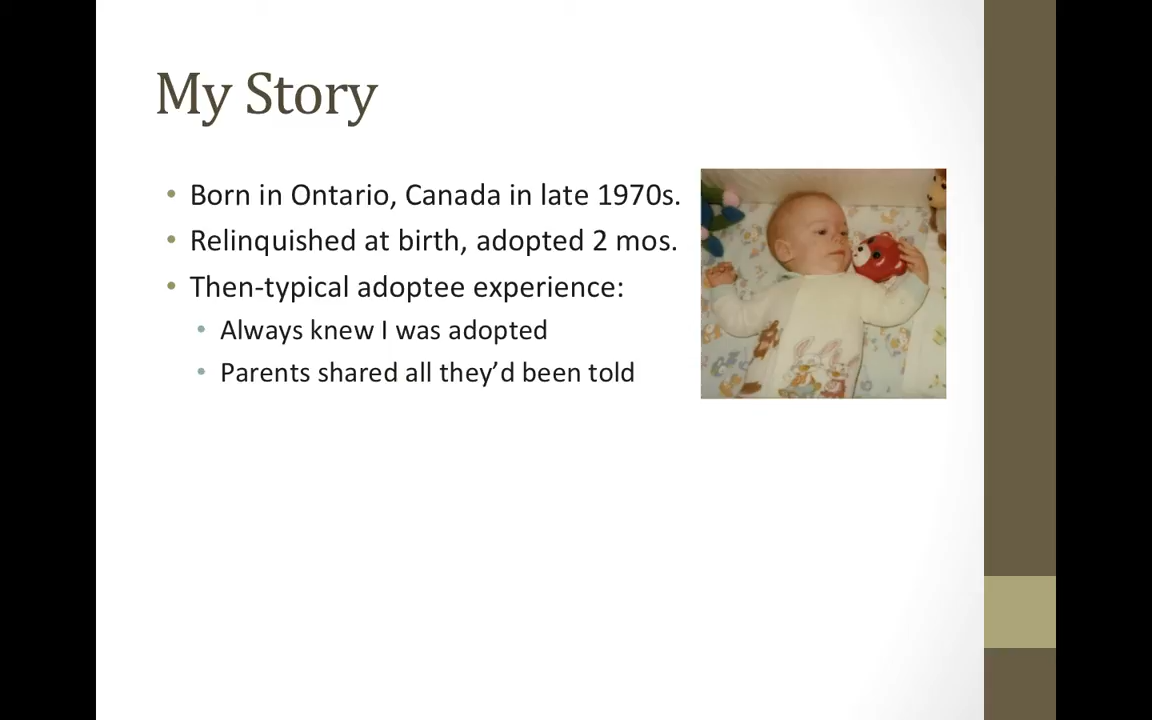 My Story
• Born in Ontario, Canada in late 1970s.
• Relinquished at birth, adopted 2 mos.
• Then-typical adoptee experience:
• Always knew I was adopted
• Parents shared all they’d been told